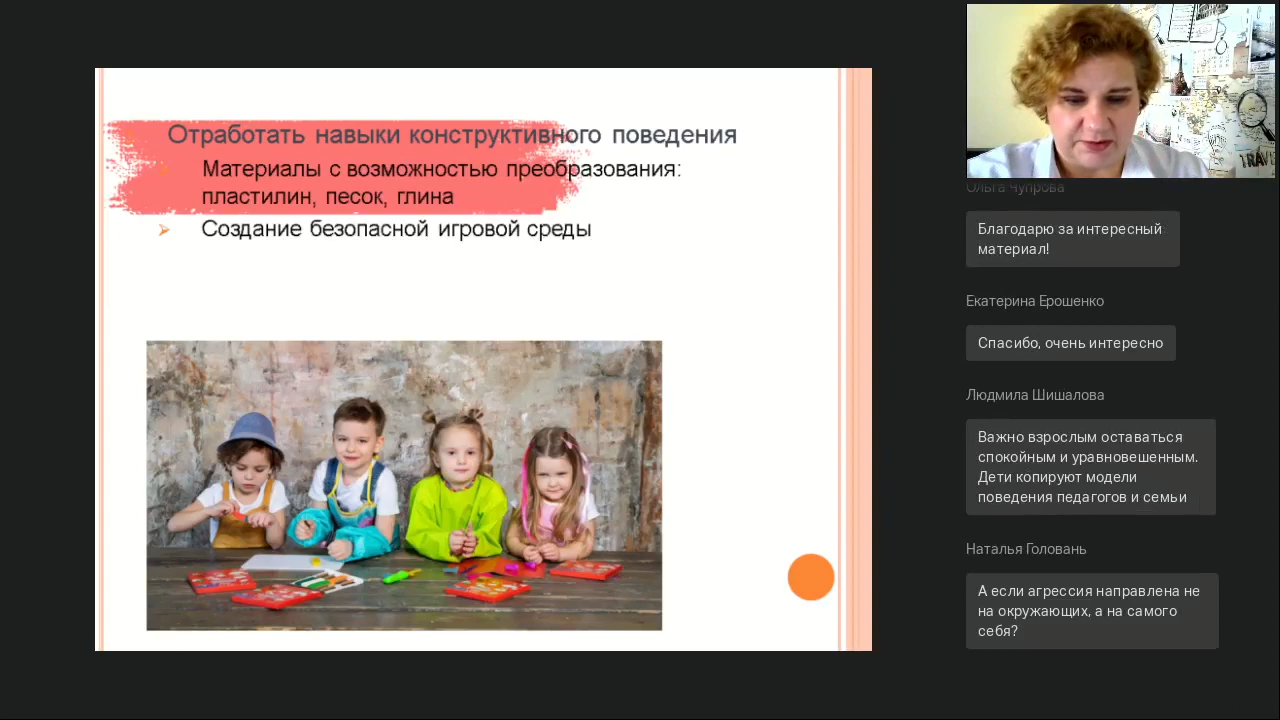 Отработать навыки конструктивного поведения
Материалы с возможностью преобразования:
пластилин, песок, глина
Создание безопасной игровой среды
TRAVE
Ольга Чупрова
Благодарю за интересный
материал!
Екатерина Ерошенко
Спасибо, очень интересно
Людмила Шишалова
Важно взрослым оставаться
спокойным и уравновешенным.
Дети копируют модели
поведения педагогов и семьи
Наталья Головань
А если агрессия направлена не
на окружающих, а на самого
себя?